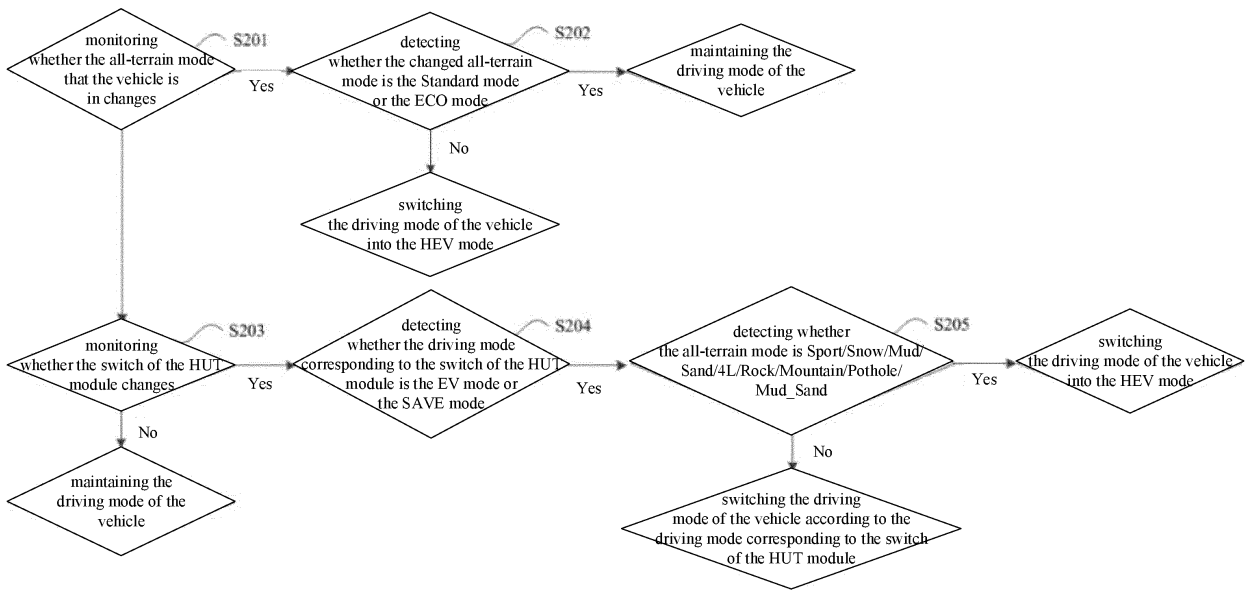 monitoring
whether the all-terrain mode
that the vehicle is
in changes
S201
Yes
detecting
whether the changed all-terrain
mode is the Standard mode
or the ECO mode
S202
Yes
maintaining the
driving mode of the
vehicle
No
switching
the driving mode of the vehicle
into the HEV mode
monitoring
whether the switch of the HUT
module changes
S203
Yes
detecting
whether the driving mode
corresponding to the switch of the HUT
module is the EV mode or
the SAVE mode
S204
Yes
detecting whether
the all-terrain mode is Sport/Snow/Mud/
Sand/4L/Rock/Mountain/Pothole/
Mud_Sand
S205
Yes
switching
the driving mode of the vehicle
into the HEV mode
No
maintaining the
driving mode of the
vehicle
No
switching the driving
mode of the vehicle according to the
driving mode corresponding to the switch
of the HUT module